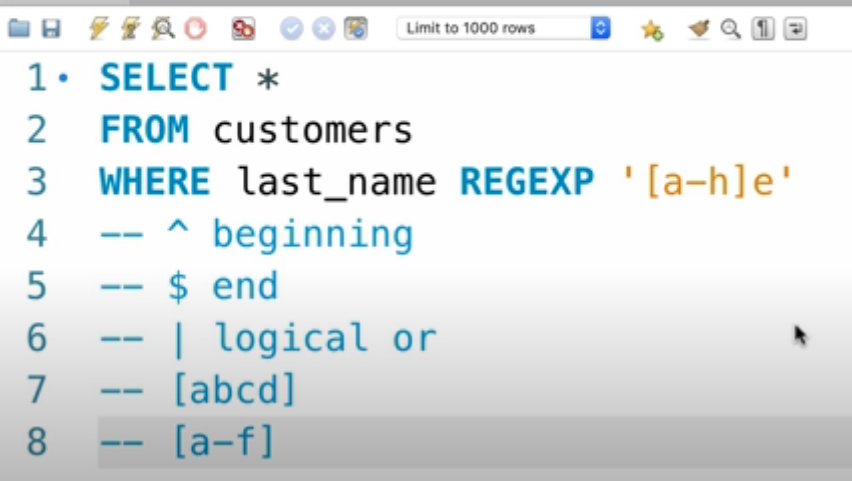 Limit to 1000 rows
1 SELECT *
2 FROM customers
3 WHERE last_name REGEXP '[a-h]e'
4 -- ^ beginning
5 -- $ end
6 -- | logical or
7 -- [abcd]
8 -- [a-f]